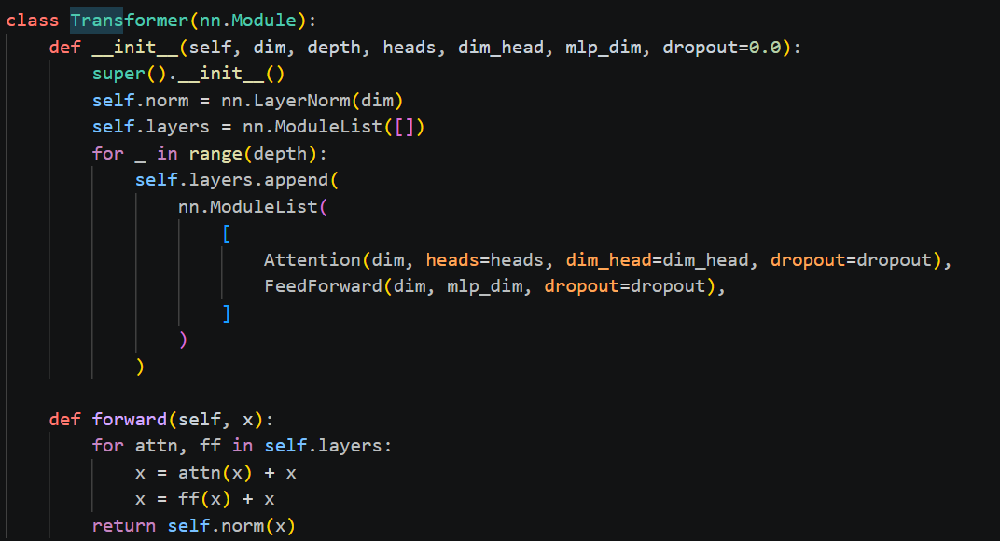 class Transformer(nn.Module):
    def __init__(self, dim, depth, heads, dim_head, mlp_dim, dropout=0.0):
        super().__init__()
        self.norm = nn.LayerNorm(dim)
        self.layers = nn.ModuleList([])
        for _ in range(depth):
            self.layers.append(
                nn.ModuleList(
                    [
                        Attention(dim, heads=heads, dim_head=dim_head, dropout=dropout),
                        FeedForward(dim, mlp_dim, dropout=dropout),
                    ]
                )
            )

    def forward(self, x):
        for attn, ff in self.layers:
            x = attn(x) + x
            x = ff(x) + x
        return self.norm(x)